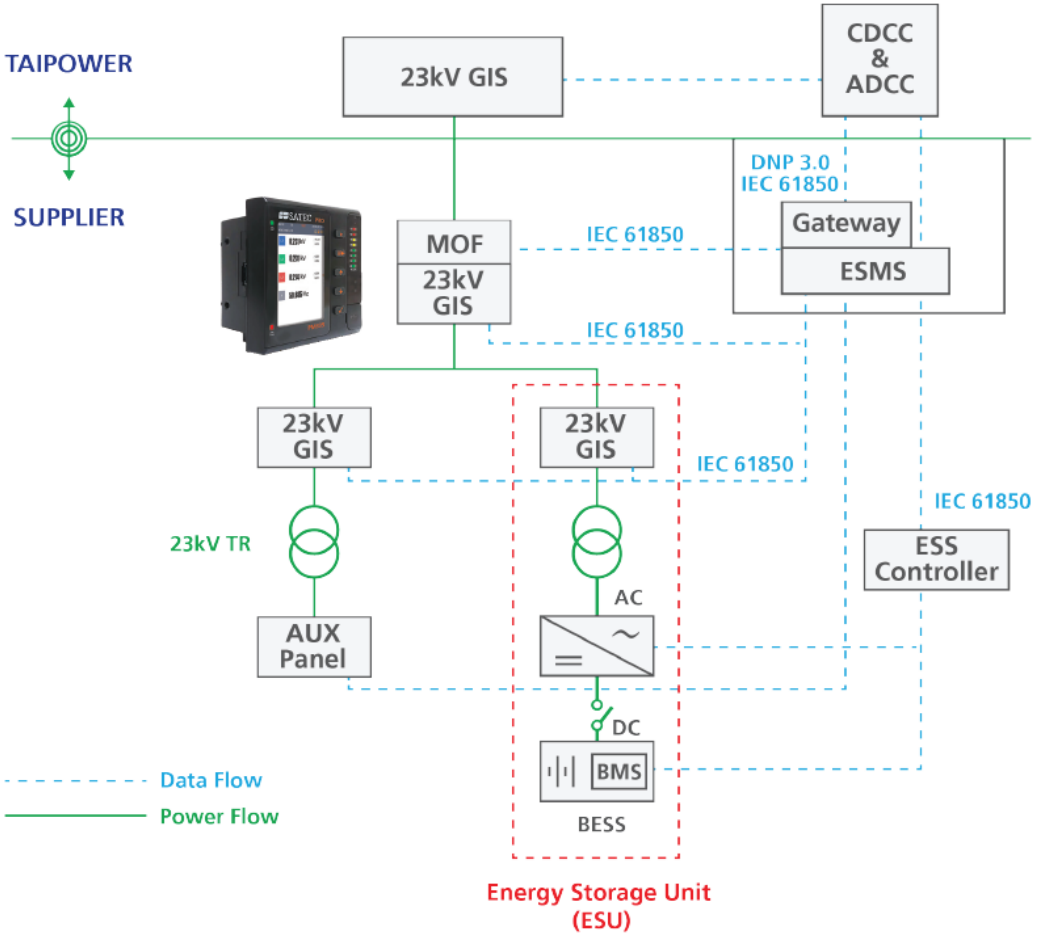 TAIPOWER
23kV GIS
CDCC
&
ADCC
DNP 3.0
IEC 61850
SUPPLIER
SATEC
Gateway
MOF
IEC 61850
ESMS
23kV
GIS
IEC 61850
23kV
GIS
23kV
GIS
IEC 61850
IEC 61850
23kV TR
ESS
Controller
AC
AUX
Panel
DC
BMS
Data Flow
Power Flow
BESS
Energy Storage Unit
(ESU)